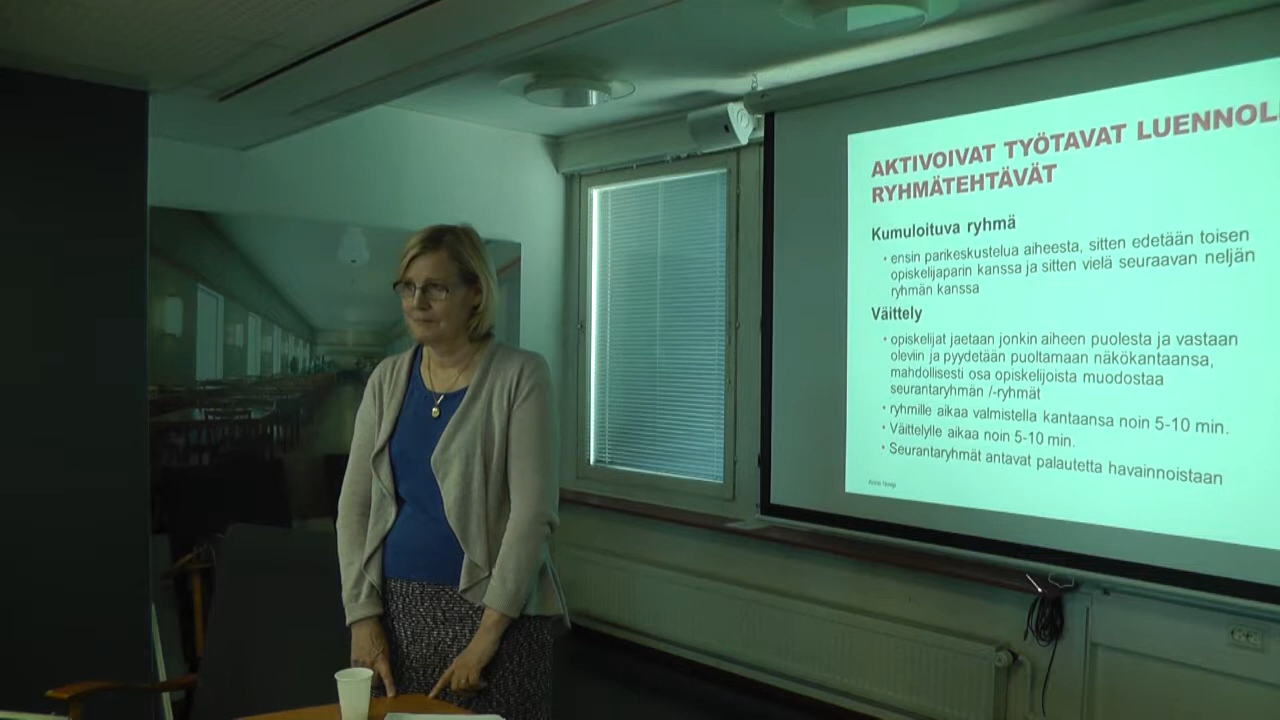 AKTIVOIVAT TYÖTAVAT LUENNOL
RYHMÄTEHTÄVÄT
Kumuloituva ryhmä
• ensin parikeskustelua aiheesta, sitten edetään toisen
opiskelijaparin kanssa ja sitten vielä seuraavan neljän
ryhmän kanssa
Väittely
• opiskelijat jaetaan jonkin aiheen puolesta ja vastaan
oleviin ja pyydetään puoltamaan näkökantaansa,
mahdollisesti osa opiskelijoista muodostaa
seurantaryhmän /-ryhmät
• ryhmille aikaa valmistella kantaansa noin 5-10 min.
• Väittelylle aikaa noin 5-10 min.
• Seurantaryhmät antavat palautetta havainnoistaan
Anne Nevgi